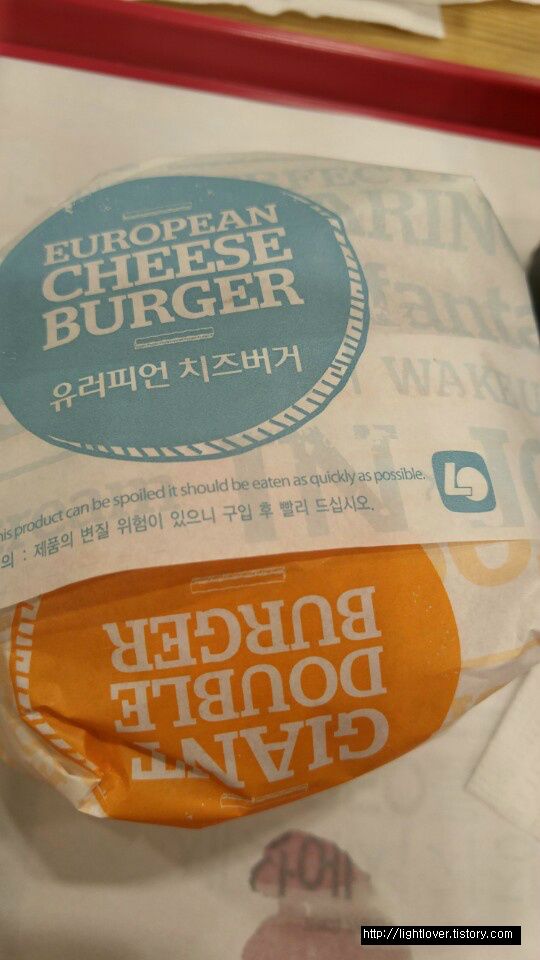 EUROPEAN
CHEESE
BURGER
유러피언 치즈버거
WAKEU
his product can be spoiled it should be eaten as quickly as possible.
의 : 제품의 변질 위험이 있으니 구입 후 빨리 드십시오.
GIANT
DOUBLE
BURGER
http://lightlover.tistory.com